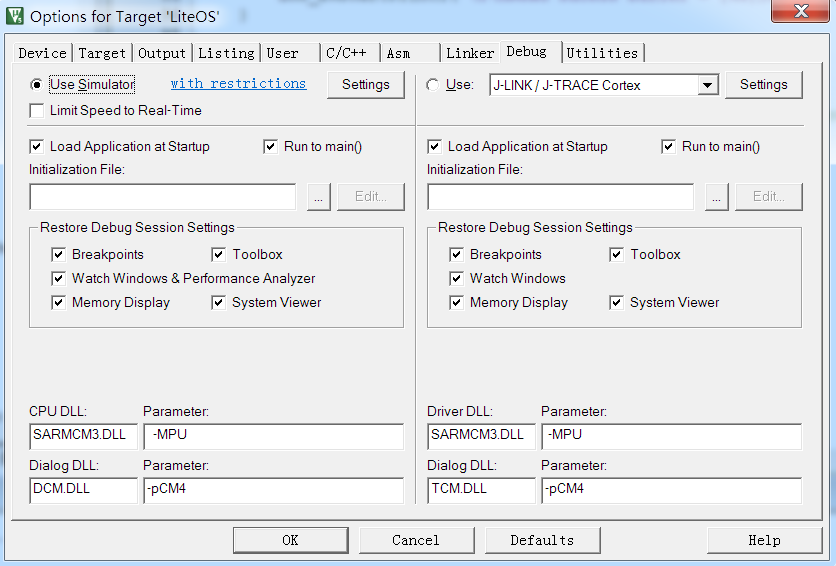 Options for Target 'LiteOS'
Device Target Output Listing User C/C++ Asm Linker Debug Utilities
Use Simulator with restrictions Settings
Limit Speed to Real-Time
Load Application at Startup Run to main()
Initialization File:
... Edit...
Restore Debug Session Settings
Breakpoints Toolbox
Watch Windows & Performance Analyzer
Memory Display System Viewer
CPU DLL: Parameter:
SARMCM3.DLL -MPU
Dialog DLL: Parameter:
DCM.DLL -pCM4
Use: J-LINK / J-TRACE Cortex Settings
Load Application at Startup Run to main()
Initialization File:
... Edit...
Restore Debug Session Settings
Breakpoints Toolbox
Watch Windows
Memory Display System Viewer
Driver DLL: Parameter:
SARMCM3.DLL -MPU
Dialog DLL: Parameter:
TCM.DLL -pCM4
OK Cancel Defaults Help